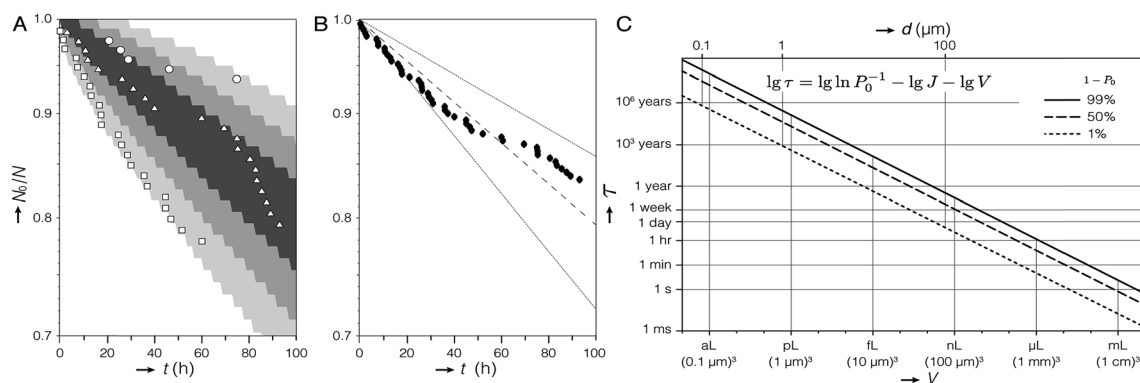 A
1.0
0.9
0.8
0.7
→ N₀/N
0 20 40 60 80 100
→ t (h)
B
1.0
0.9
0.8
0.7
0 20 40 60 80 100
→ t (h)
C
→ d (μm)
0.1 1 100
lg τ = lg ln P₀⁻¹ − lg J − lg V
1−P₀
99%
50%
1%
10⁶ years
10³ years
1 year
1 week
1 day
1 hr
1 min
1 s
1 ms
→ τ
aL pL fL nL μL mL
(0.1 μm)³ (1 μm)³ (10 μm)³ (100 μm)³ (1 mm)³ (1 cm)³
→ V